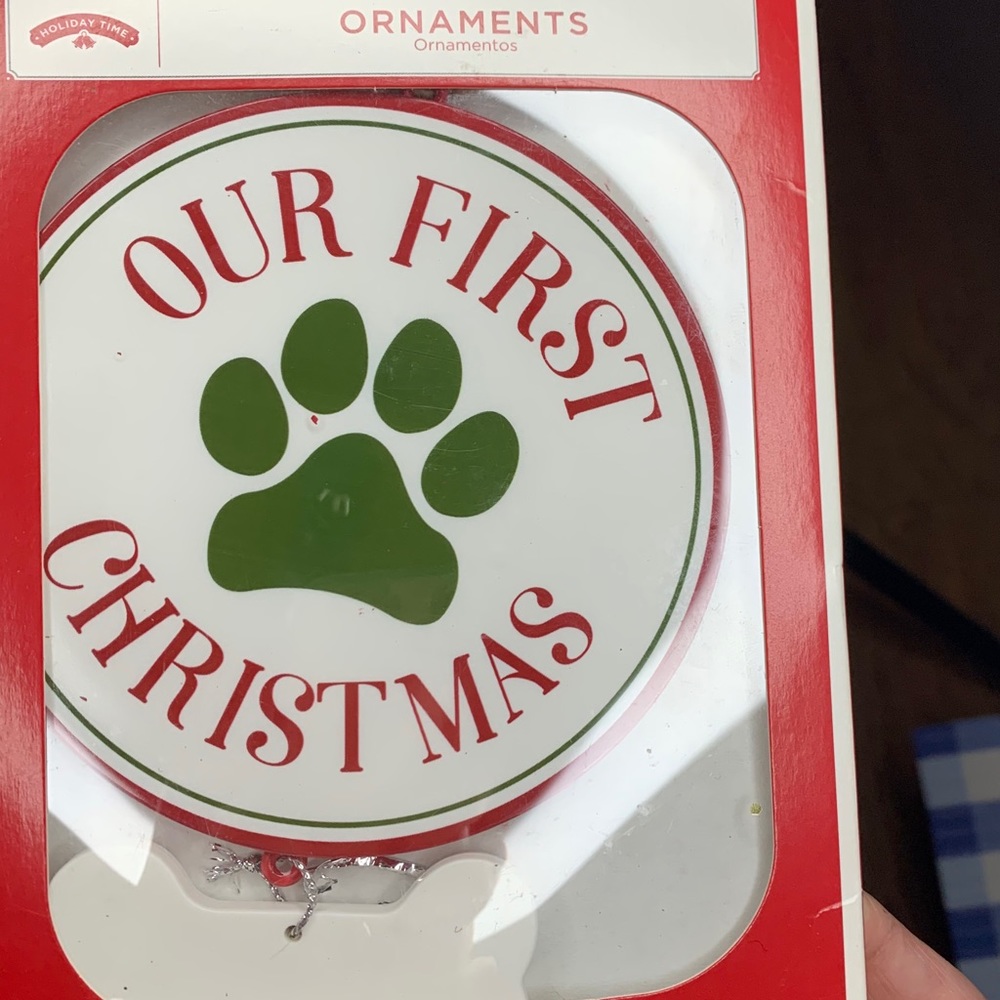 HOLIDAY TIME
ORNAMENTS
Ornamentos
OUR FIRST
CHRISTMAS